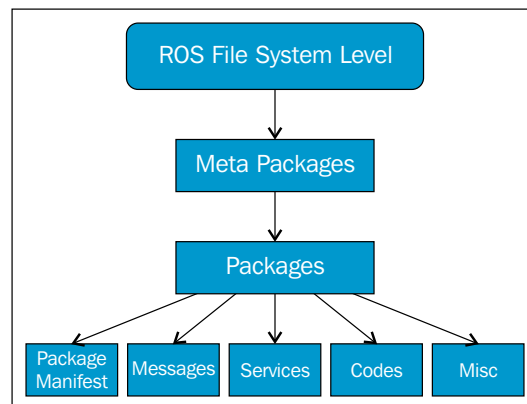 ROS File System Level
Meta Packages
Packages
Package
Manifest
Messages
Services
Codes
Misc